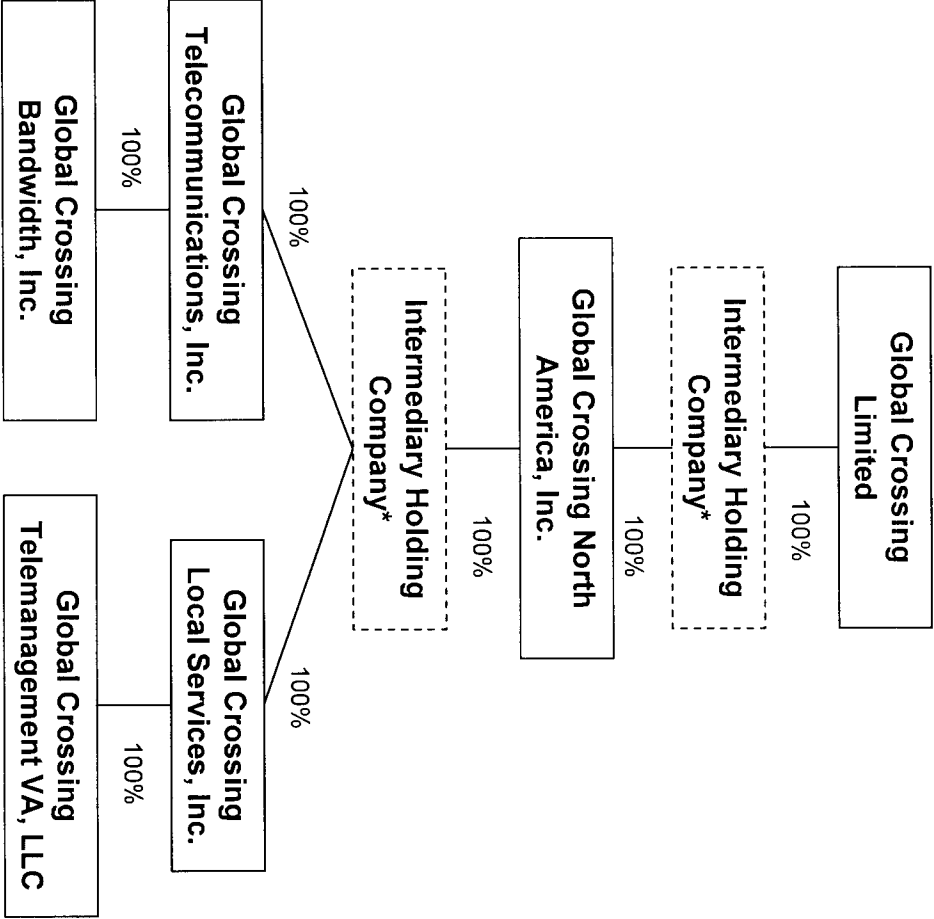 Global Crossing
Limited
100%
Intermediary Holding
Company*
100%
Global Crossing North
America, Inc.
100%
Intermediary Holding
Company*
100%
100%
Global Crossing
Telecommunications, Inc.
Global Crossing
Local Services, Inc.
100%
100%
Global Crossing
Bandwidth, Inc.
Global Crossing
Telemanagement VA, LLC